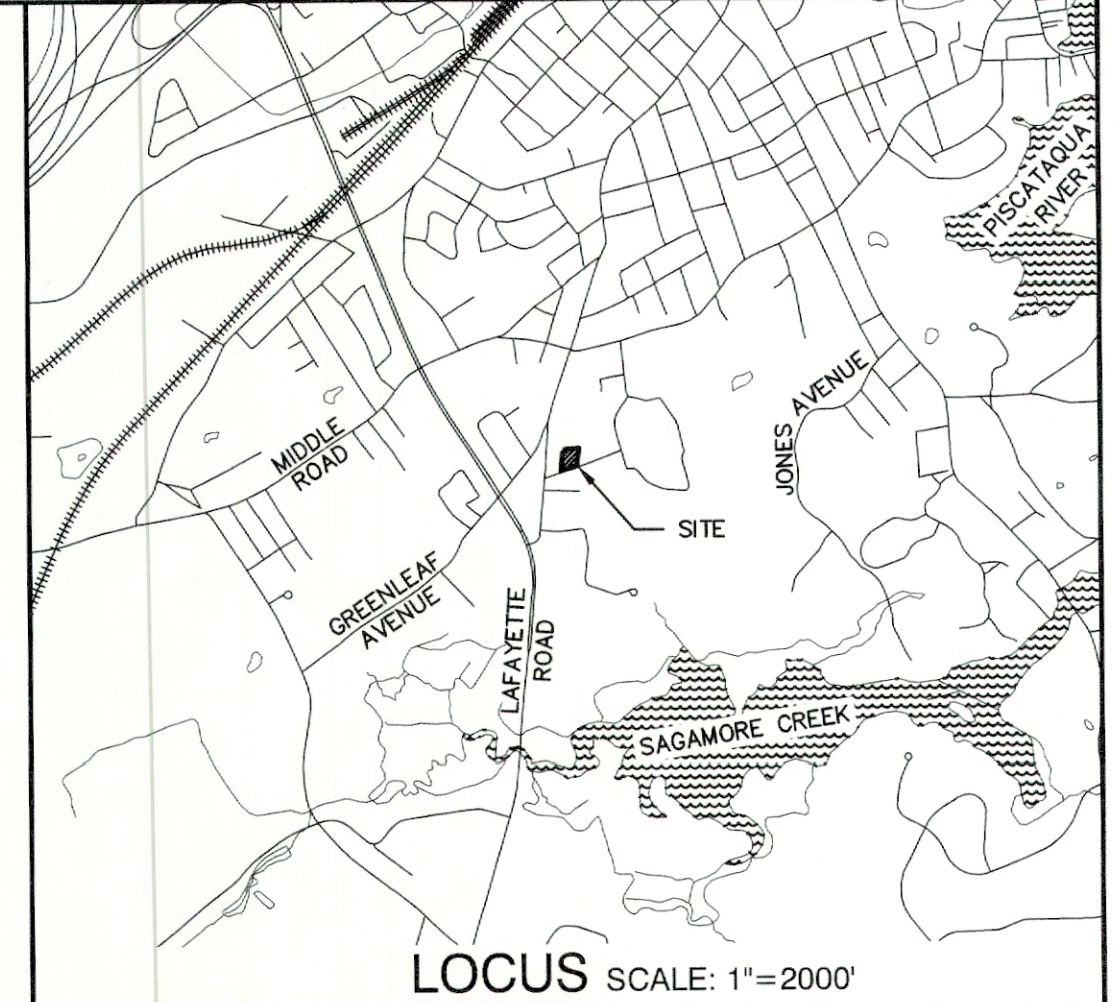 PISCATAQUA
RIVER
JONES AVENUE
MIDDLE
ROAD
SITE
GREENLEAF
AVENUE
LAFAYETTE
ROAD
SAGAMORE CREEK
LOCUS SCALE: 1"=2000'